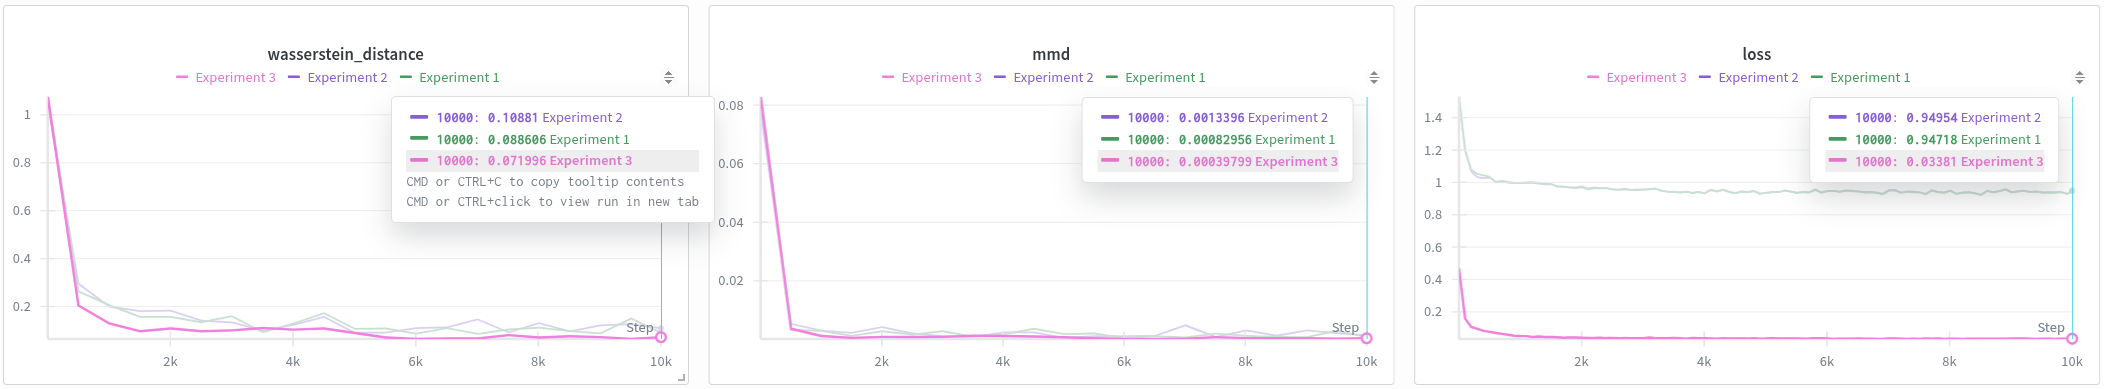 wasserstein_distance
Experiment 3 Experiment 2 Experiment 1
1
0.8
0.6
0.4
0.2
10000: 0.10881 Experiment 2
10000: 0.088606 Experiment 1
10000: 0.071996 Experiment 3
CMD or CTRL+C to copy tooltip contents
CMD or CTRL+click to view run in new tab
Step
2k 4k 6k 8k 10k
mmd
Experiment 3 Experiment 2 Experiment 1
0.08
0.06
0.04
0.02
10000: 0.0013396 Experiment 2
10000: 0.00082956 Experiment 1
10000: 0.00039799 Experiment 3
Step
2k 4k 6k 8k 10k
loss
Experiment 3 Experiment 2 Experiment 1
1.4
1.2
1
0.8
0.6
0.4
0.2
10000: 0.94954 Experiment 2
10000: 0.94718 Experiment 1
10000: 0.03381 Experiment 3
Step
2k 4k 6k 8k 10k